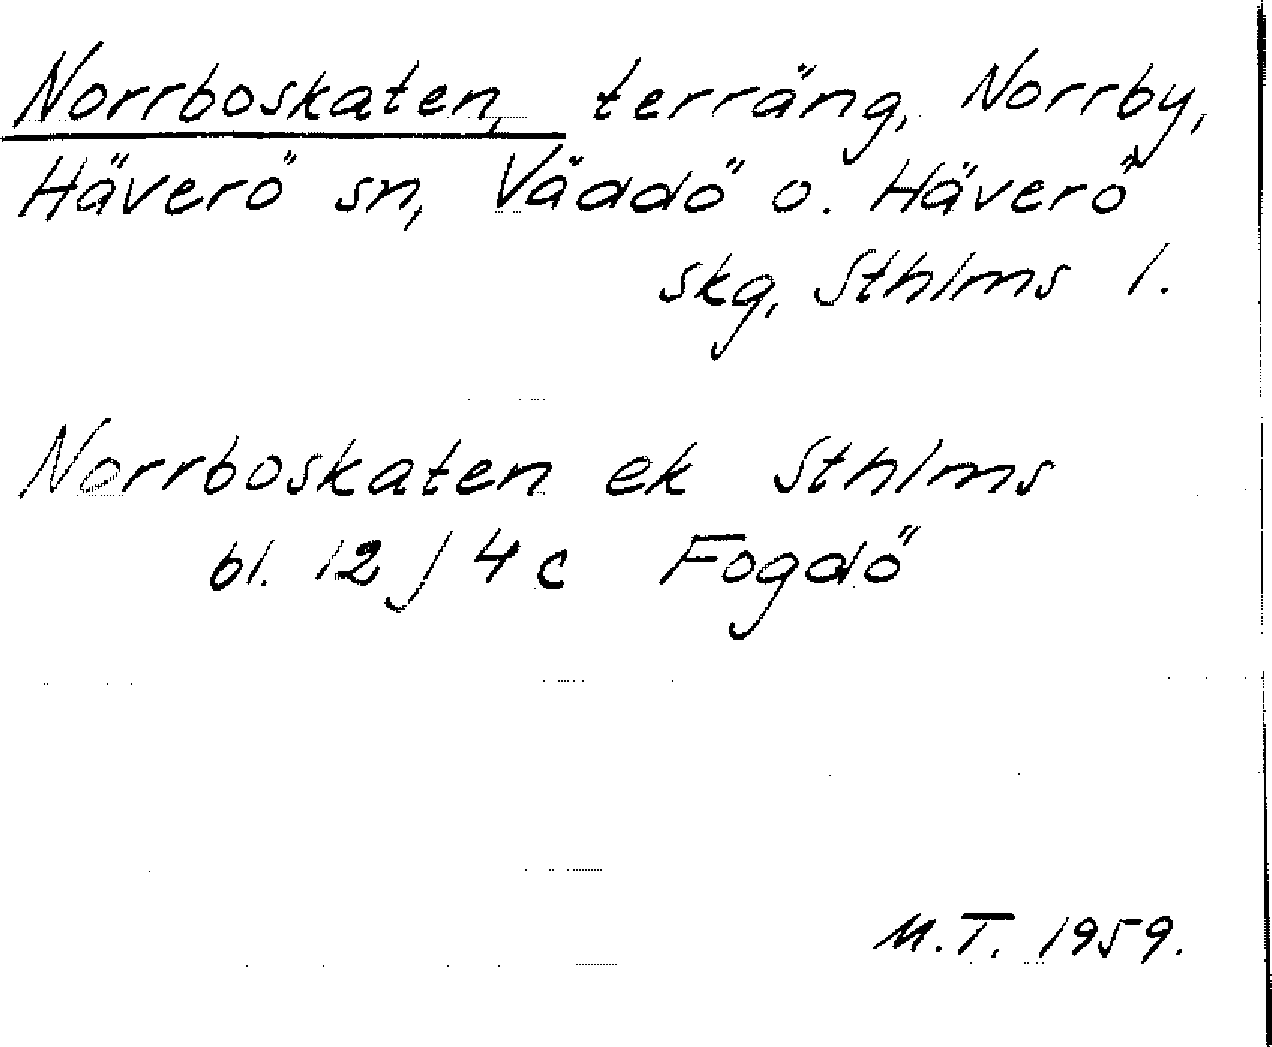 Norrboskaten, terräng, Norrby,
Häverö sn, Väddö o. Häverö
skg, Sthlms l.
Norrboskaten ek Sthlms
bl. 12 J 4 c Fogdö
M.T. 1959.